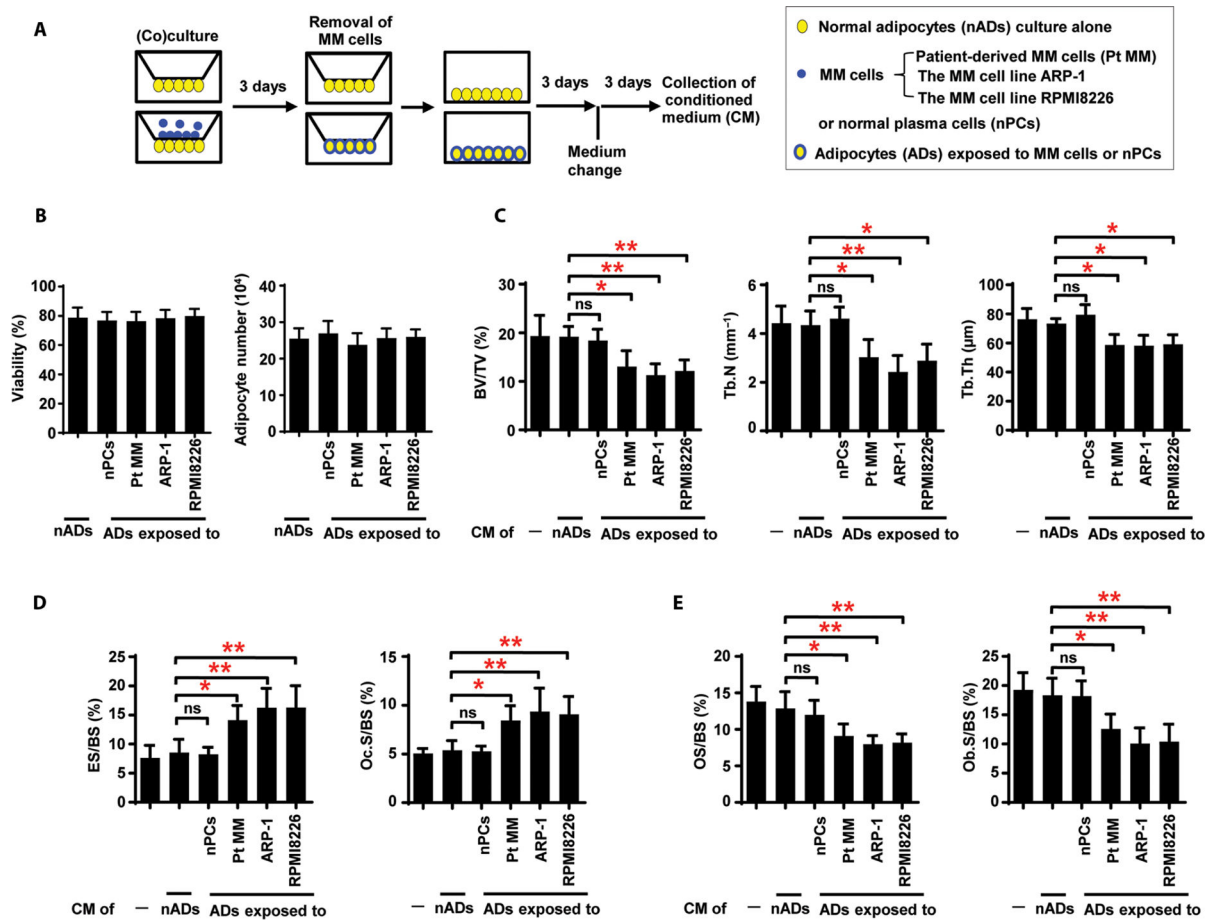 A
(Co)culture
3 days
Removal of
MM cells
3 days
3 days
Medium
change
Collection of
conditioned
medium (CM)
Normal adipocytes (nADs) culture alone
MM cells
Patient-derived MM cells (Pt MM)
The MM cell line ARP-1
The MM cell line RPMI8226
or normal plasma cells (nPCs)
Adipocytes (ADs) exposed to MM cells or nPCs
B
Viability (%)
100
80
60
40
20
0
nPCs
Pt MM
ARP-1
RPMI8226
nADs
ADs exposed to
Adipocyte number (10⁴)
50
40
30
20
10
0
nPCs
Pt MM
ARP-1
RPMI8226
nADs
ADs exposed to
C
BV/TV (%)
30
20
10
0
**
**
*
ns
nPCs
Pt MM
ARP-1
RPMI8226
CM of
–
nADs
ADs exposed to
Tb.N (mm⁻¹)
6
4
2
0
*
**
*
ns
nPCs
Pt MM
ARP-1
RPMI8226
–
nADs
ADs exposed to
Tb.Th (μm)
100
80
60
40
20
0
*
*
*
ns
nPCs
Pt MM
ARP-1
RPMI8226
–
nADs
ADs exposed to
D
ES/BS (%)
25
20
15
10
5
0
**
**
*
ns
nPCs
Pt MM
ARP-1
RPMI8226
CM of
–
nADs
ADs exposed to
Oc.S/BS (%)
15
10
5
0
**
**
*
ns
nPCs
Pt MM
ARP-1
RPMI8226
–
nADs
ADs exposed to
E
OS/BS (%)
20
15
10
5
0
**
**
*
ns
nPCs
Pt MM
ARP-1
RPMI8226
CM of
–
nADs
ADs exposed to
Ob.S/BS (%)
25
20
15
10
5
0
**
**
*
ns
nPCs
Pt MM
ARP-1
RPMI8226
–
nADs
ADs exposed to